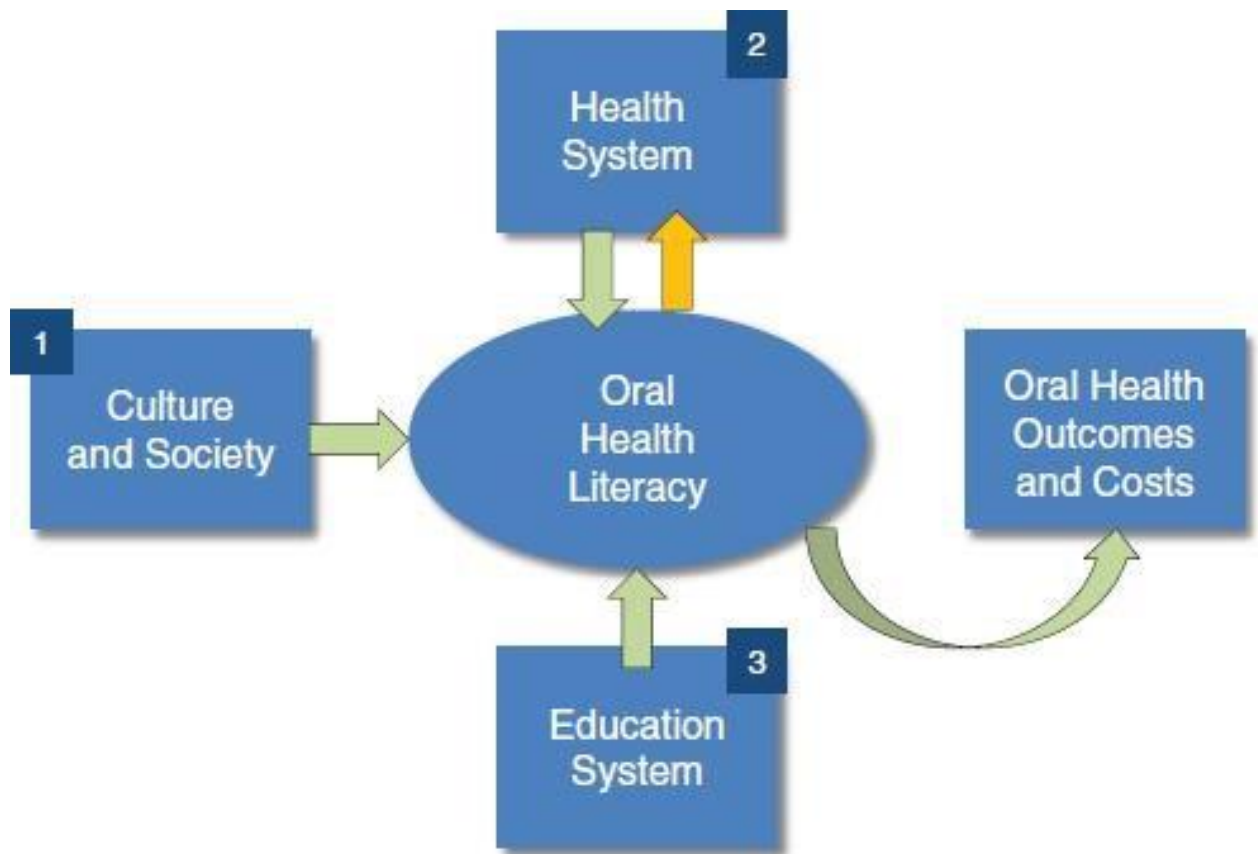 2
Health
System
1
Culture
and Society
Oral
Health
Literacy
Oral Health
Outcomes
and Costs
3
Education
System